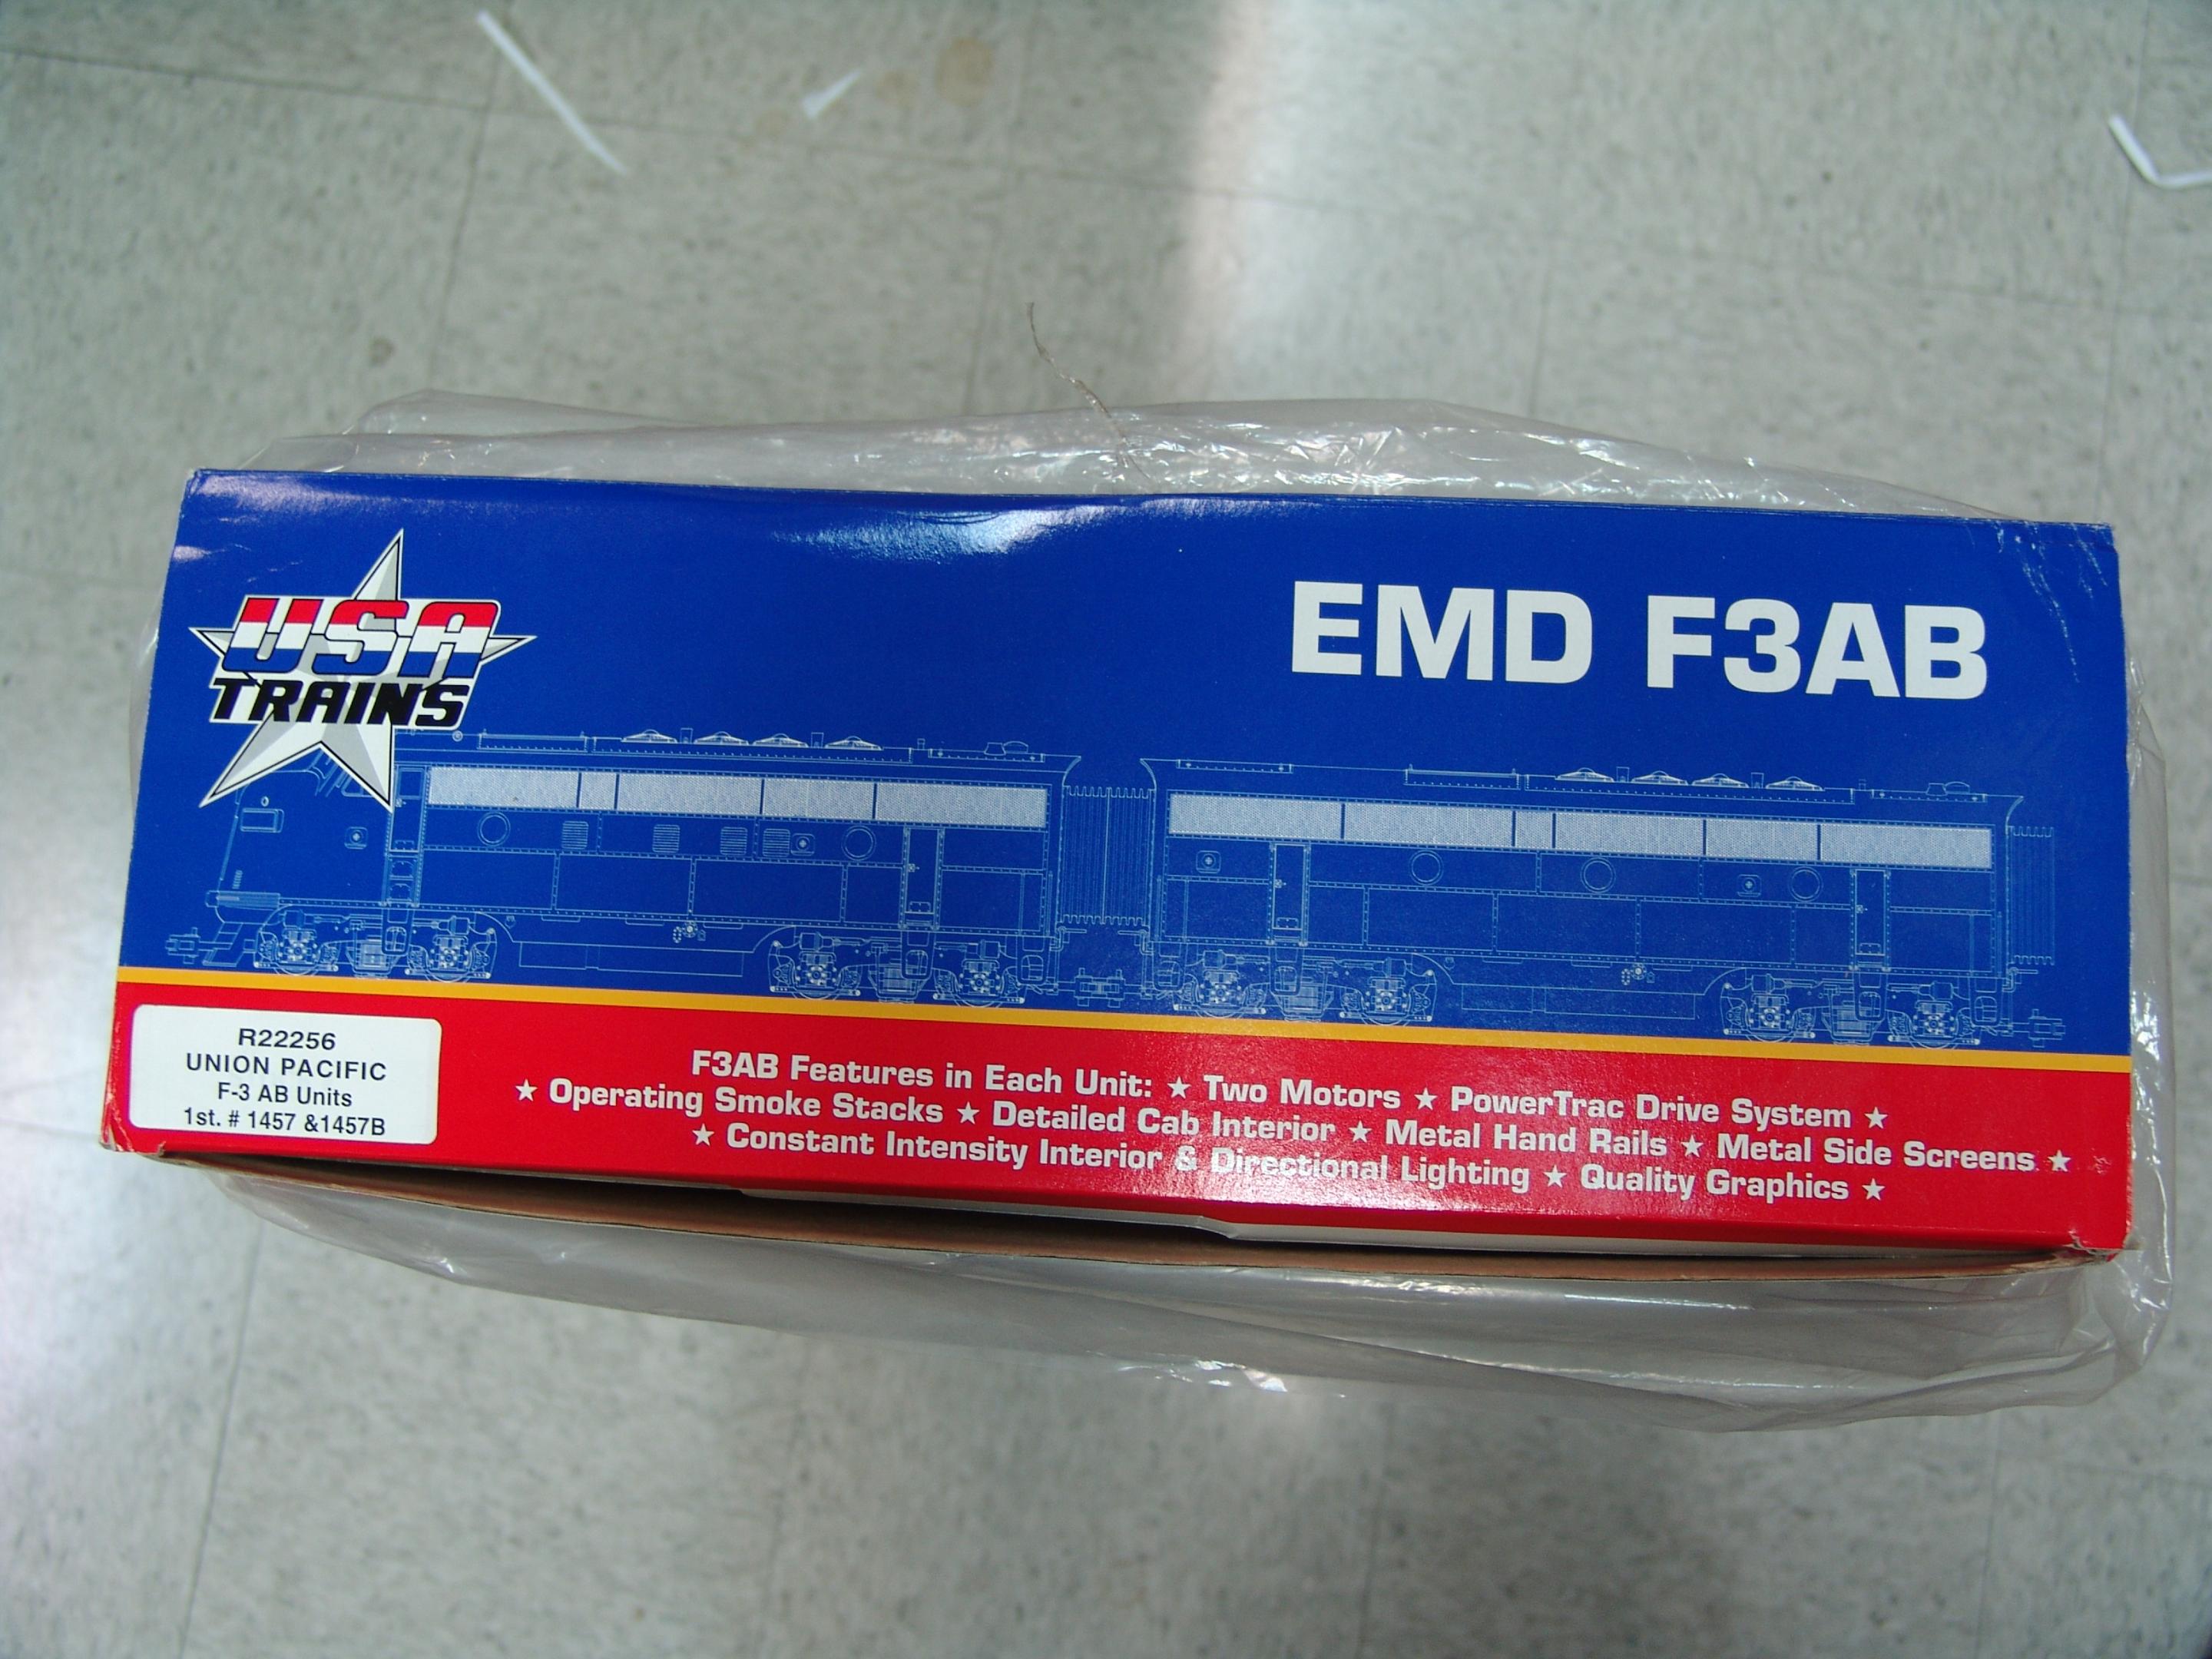 USA
TRAINS
EMD F3AB
R22256
UNION PACIFIC
F-3 AB Units
1st. # 1457 &1457B
F3AB Features in Each Unit: ★ Two Motors ★ PowerTrac Drive System ★
★ Operating Smoke Stacks ★ Detailed Cab Interior ★ Metal Hand Rails ★ Metal Side Screens ★
★ Constant Intensity Interior & Directional Lighting ★ Quality Graphics ★